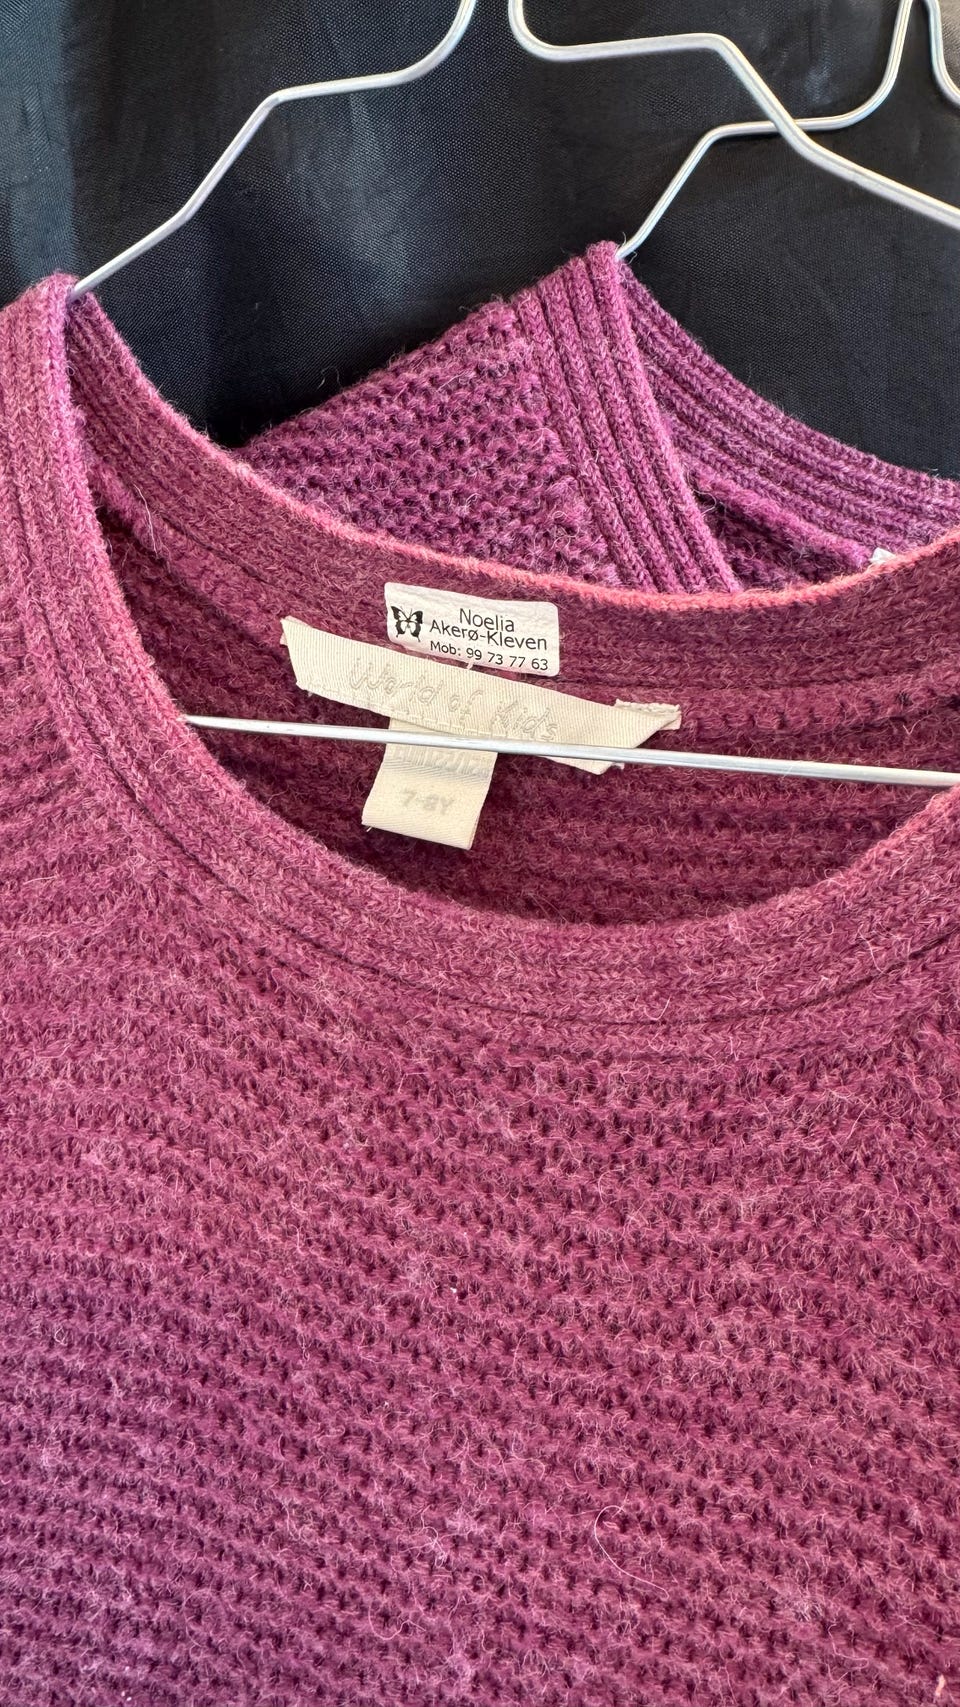 Noelia
Akerø-Kleven
Mob: 99 73 77 63
World of Kids
7-8Y